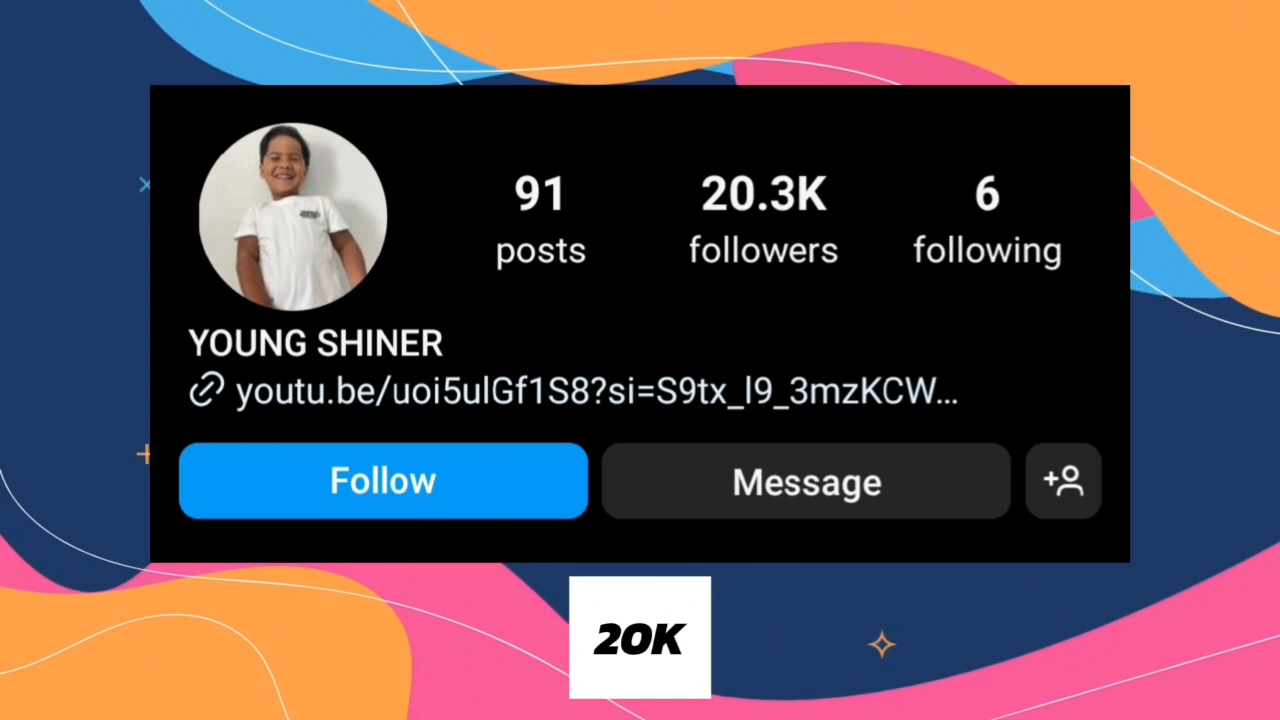 91 20.3K 6
posts followers following
YOUNG SHINER
youtu.be/uoi5ulGf1S8?si=S9tx_l9_3mzKCW...
Follow Message
20K